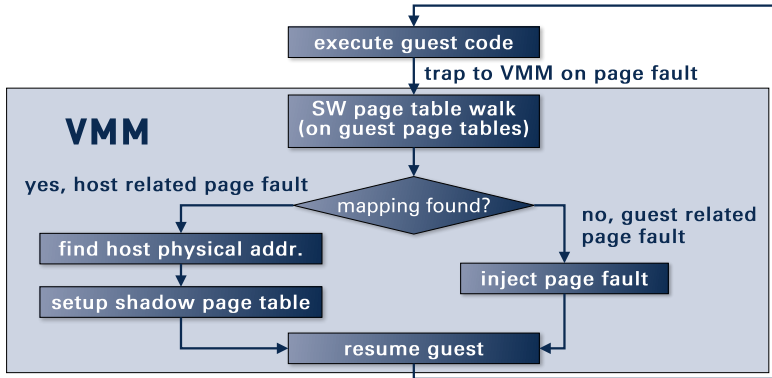 execute guest code
trap to VMM on page fault
VMM
SW page table walk
(on guest page tables)
yes, host related page fault
mapping found?
no, guest related
page fault
find host physical addr.
inject page fault
setup shadow page table
resume guest